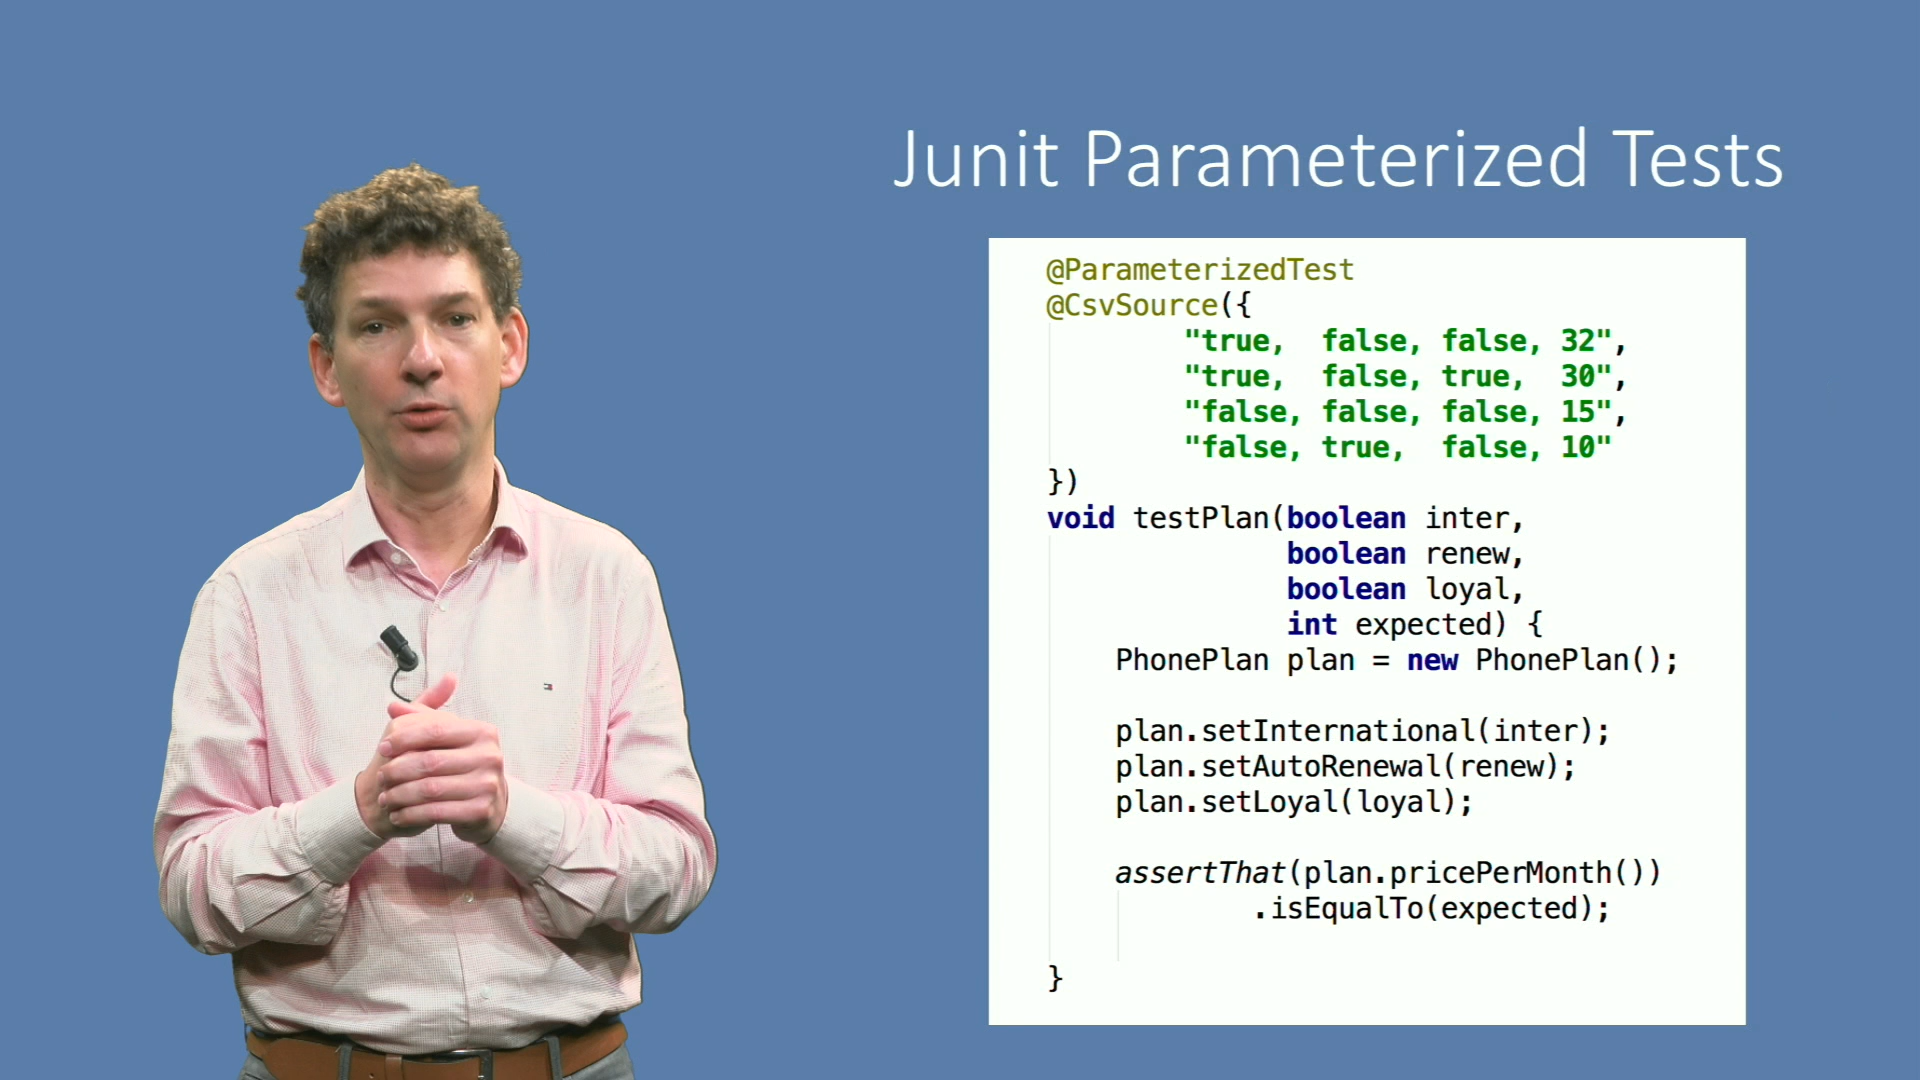 Junit Parameterized Tests
@ParameterizedTest
@CsvSource({
"true,  false, false, 32",
"true,  false, true,  30",
"false, false, false, 15",
"false, true,  false, 10"
})
void testPlan(boolean inter,
boolean renew,
boolean loyal,
int expected) {
PhonePlan plan = new PhonePlan();
plan.setInternational(inter);
plan.setAutoRenewal(renew);
plan.setLoyal(loyal);
assertThat(plan.pricePerMonth())
.isEqualTo(expected);
}